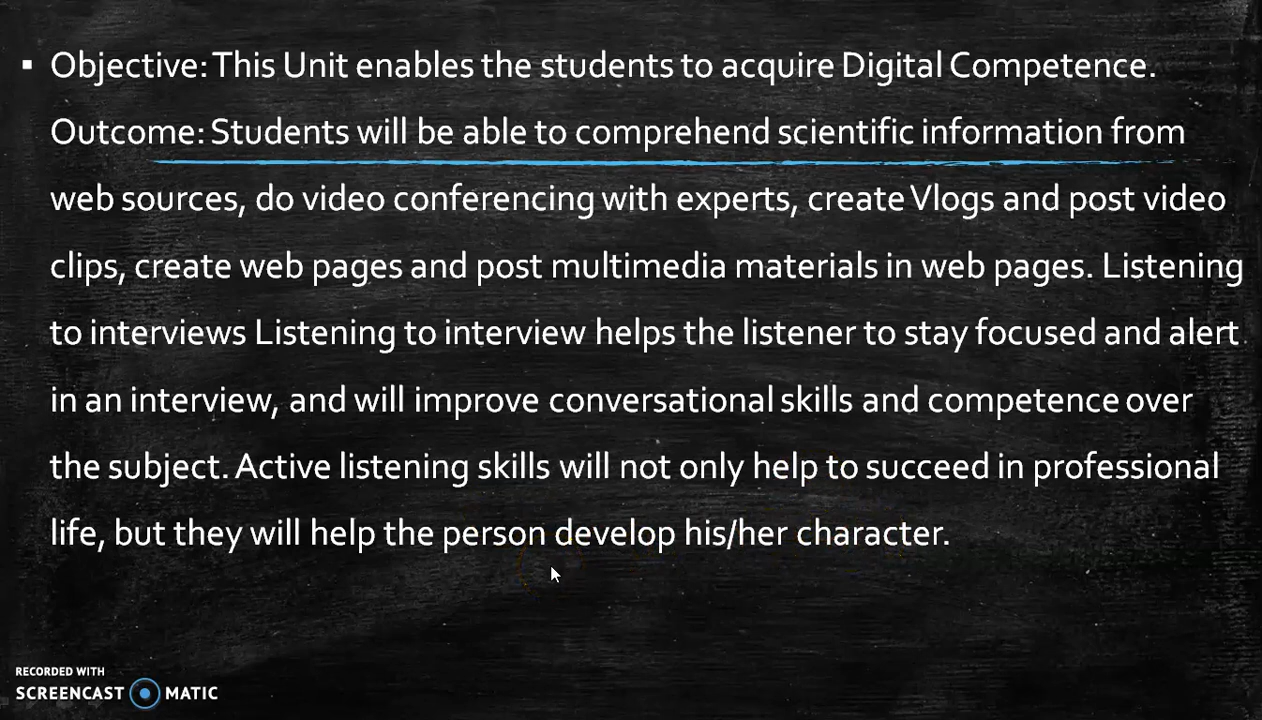 ▪ Objective: This Unit enables the students to acquire Digital Competence.
Outcome: Students will be able to comprehend scientific information from
web sources, do video conferencing with experts, create Vlogs and post video
clips, create web pages and post multimedia materials in web pages. Listening
to interviews Listening to interview helps the listener to stay focused and alert
in an interview, and will improve conversational skills and competence over
the subject. Active listening skills will not only help to succeed in professional
life, but they will help the person develop his/her character.
RECORDED WITH
SCREENCAST MATIC